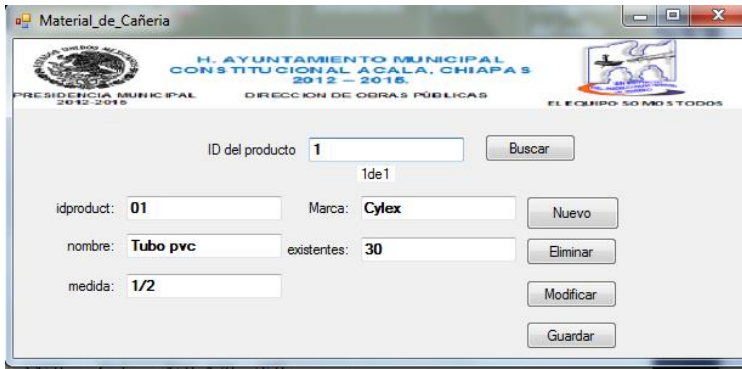 Material_de_Cañeria
H. AYUNTAMIENTO MUNICIPAL
CONSTITUCIONAL ACALA, CHIAPAS
2012 – 2015.
PRESIDENCIA MUNICIPAL
2012-2015
DIRECCION DE OBRAS PÚBLICAS
EL EQUIPO SOMOS TODOS
ID del producto 1 Buscar
1de1
idproduct: 01 Marca: Cylex Nuevo
nombre: Tubo pvc existentes: 30 Eliminar
medida: 1/2 Modificar
Guardar